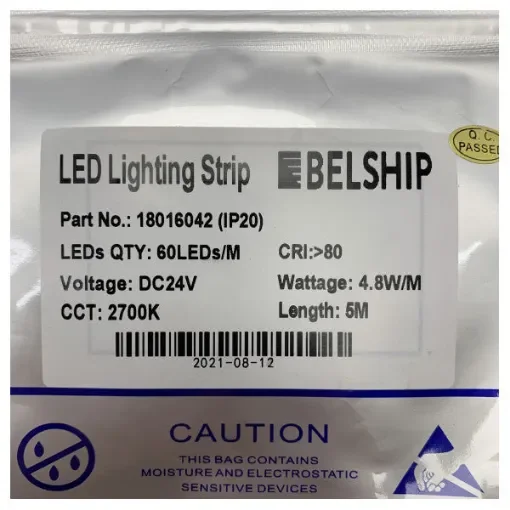 Q.C.
PASSED
LED Lighting Strip BELSHIP
Part No.: 18016042 (IP20)
LEDs QTY: 60LEDs/M CRI:>80
Voltage: DC24V Wattage: 4.8W/M
CCT: 2700K Length: 5M
2021-08-12
CAUTION
THIS BAG CONTAINS
MOISTURE AND ELECTROSTATIC
SENSITIVE DEVICES